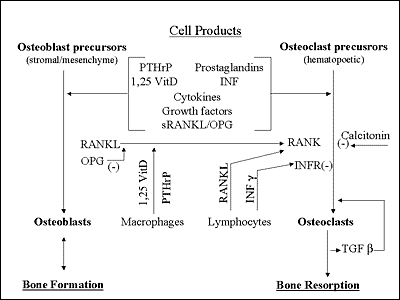 Cell Products
Osteoblast precursors
(stromal/mesenchyme)
Osteoclast precusrors
(hematopoetic)
PTHrP Prostaglandins
1,25 VitD INF
Cytokines
Growth factors
sRANKL/OPG
RANKL
OPG (-)
RANK
Calcitonin
(-)
INFR(-)
1,25 VitD
PTHrP
RANKL
INF γ
Osteoblasts
Macrophages
Lymphocytes
Osteoclasts
TGF β
Bone Formation
Bone Resorption